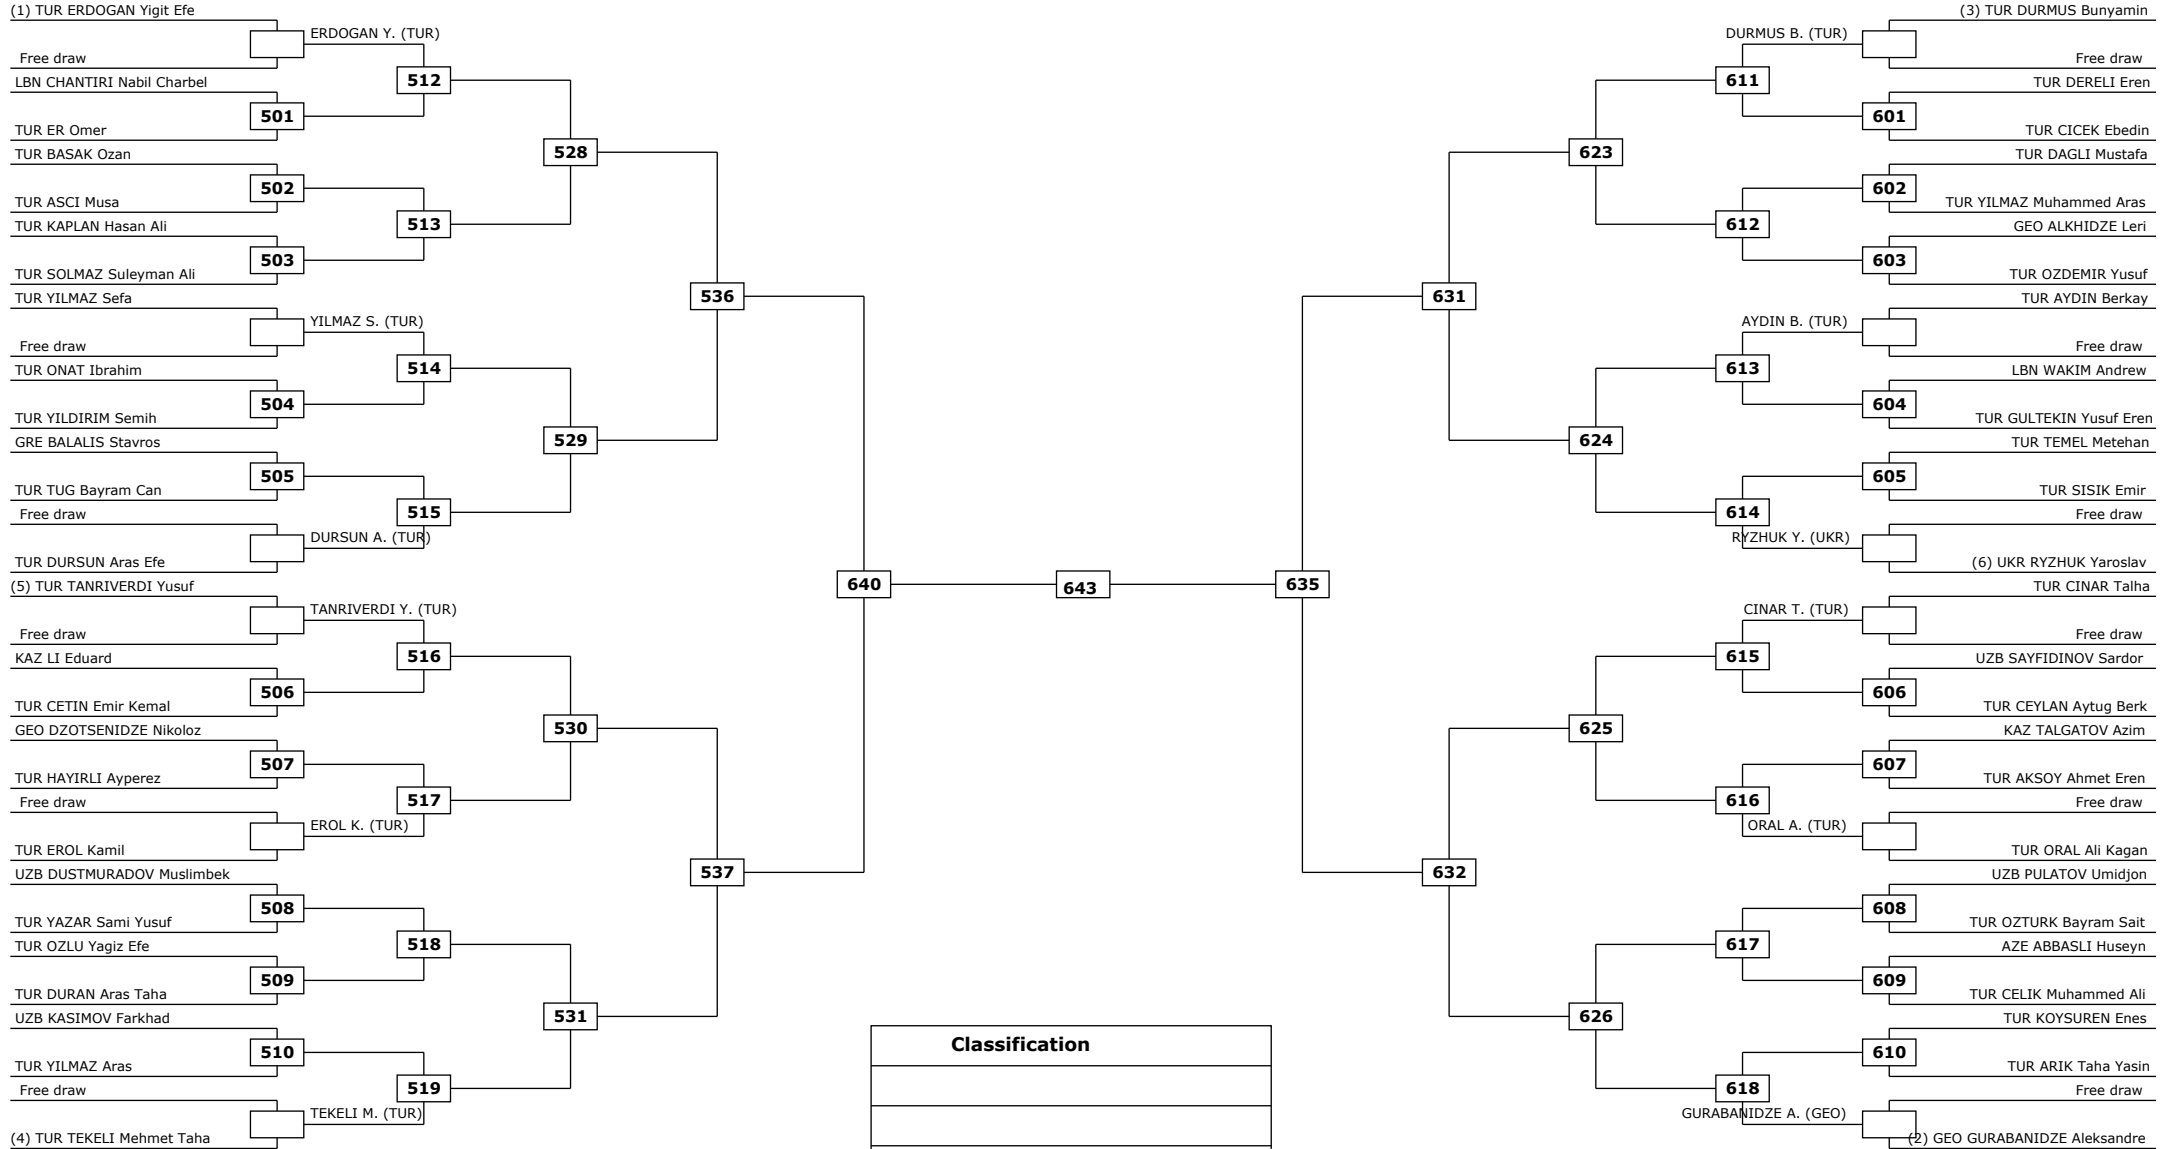 (1) TUR ERDOGAN Yigit Efe
ERDOGAN Y. (TUR)
Free draw
512
LBN CHANTIRI Nabil Charbel
501
TUR ER Omer
528
TUR BASAK Ozan
502
TUR ASCI Musa
513
TUR KAPLAN Hasan Ali
503
TUR SOLMAZ Suleyman Ali
536
TUR YILMAZ Sefa
YILMAZ S. (TUR)
Free draw
514
TUR ONAT Ibrahim
504
TUR YILDIRIM Semih
529
GRE BALALIS Stavros
505
TUR TUG Bayram Can
515
Free draw
DURSUN A. (TUR)
TUR DURSUN Aras Efe
640
(5) TUR TANRIVERDI Yusuf
TANRIVERDI Y. (TUR)
Free draw
516
KAZ LI Eduard
506
TUR CETIN Emir Kemal
530
GEO DZOTSENIDZE Nikoloz
507
TUR HAYIRLI Ayperez
517
Free draw
EROL K. (TUR)
TUR EROL Kamil
537
UZB DUSTMURADOV Muslimbek
508
TUR YAZAR Sami Yusuf
518
TUR OZLU Yagiz Efe
509
TUR DURAN Aras Taha
531
UZB KASIMOV Farkhad
510
TUR YILMAZ Aras
519
Free draw
TEKELI M. (TUR)
(4) TUR TEKELI Mehmet Taha
643
Classification
(3) TUR DURMUS Bunyamin
DURMUS B. (TUR)
Free draw
611
TUR DERELI Eren
601
TUR CICEK Ebedin
623
TUR DAGLI Mustafa
602
TUR YILMAZ Muhammed Aras
612
GEO ALKHIDZE Leri
603
TUR OZDEMIR Yusuf
631
TUR AYDIN Berkay
AYDIN B. (TUR)
Free draw
613
LBN WAKIM Andrew
604
TUR GULTEKIN Yusuf Eren
624
TUR TEMEL Metehan
605
TUR SISIK Emir
614
Free draw
RYZHUK Y. (UKR)
(6) UKR RYZHUK Yaroslav
635
TUR CINAR Talha
CINAR T. (TUR)
Free draw
615
UZB SAYFIDINOV Sardor
606
TUR CEYLAN Aytug Berk
625
KAZ TALGATOV Azim
607
TUR AKSOY Ahmet Eren
616
Free draw
ORAL A. (TUR)
TUR ORAL Ali Kagan
632
UZB PULATOV Umidjon
608
TUR OZTURK Bayram Sait
617
AZE ABBASLI Huseyn
609
TUR CELIK Muhammed Ali
626
TUR KOYSUREN Enes
610
TUR ARIK Taha Yasin
618
Free draw
GURABANIDZE A. (GEO)
(2) GEO GURABANIDZE Aleksandre